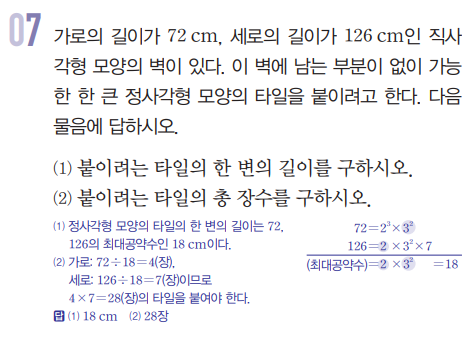 07 가로의 길이가 72 cm, 세로의 길이가 126 cm인 직사
각형 모양의 벽이 있다. 이 벽에 남는 부분이 없이 가능
한 한 큰 정사각형 모양의 타일을 붙이려고 한다. 다음
물음에 답하시오.
(1) 붙이려는 타일의 한 변의 길이를 구하시오.
(2) 붙이려는 타일의 총 장수를 구하시오.
(1) 정사각형 모양의 타일의 한 변의 길이는 72,
126의 최대공약수인 18 cm이다.
(2) 가로: 72÷18=4(장),
세로: 126÷18=7(장)이므로
4×7=28(장)의 타일을 붙여야 한다.
답 (1) 18 cm (2) 28장
72=2³×3²
126=2 ×3²×7
(최대공약수)=2 ×3² =18